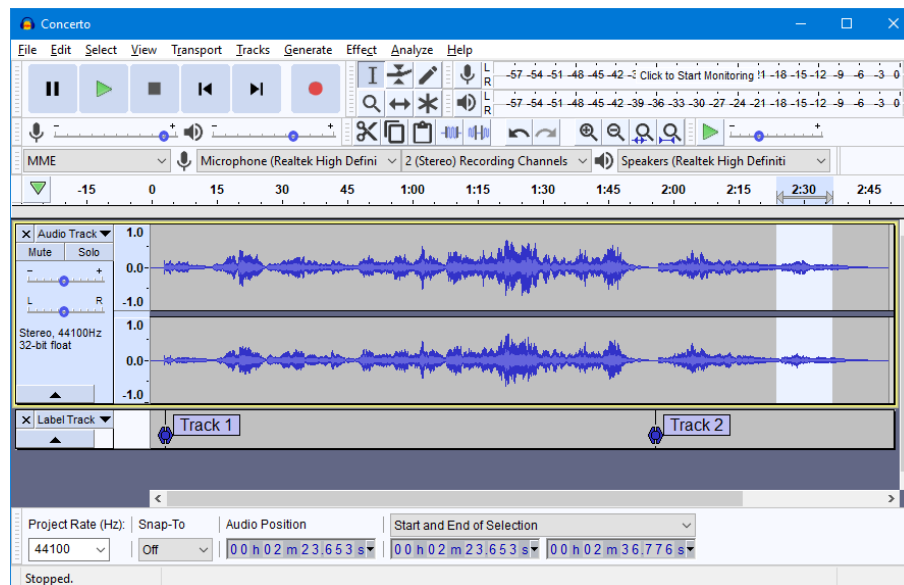 Concerto
File Edit Select View Transport Tracks Generate Effect Analyze Help
L
R
-57 -54 -51 -48 -45 -42 -3 Click to Start Monitoring !1 -18 -15 -12 -9 -6 -3 0
L
R
-57 -54 -51 -48 -45 -42 -39 -36 -33 -30 -27 -24 -21 -18 -15 -12 -9 -6 -3 0
- + - + - +
MME Microphone (Realtek High Defini 2 (Stereo) Recording Channels Speakers (Realtek High Definiti
-15 0 15 30 45 1:00 1:15 1:30 1:45 2:00 2:15 2:30 2:45
X Audio Track 1.0
Mute Solo
- + 0.0
L R -1.0
Stereo, 44100Hz 1.0
32-bit float
0.0
-1.0
X Label Track
Track 1 Track 2
Project Rate (Hz): Snap-To Audio Position Start and End of Selection
44100 Off 00 h 02 m 23.653 s 00 h 02 m 23.653 s 00 h 02 m 36.776 s
Stopped.